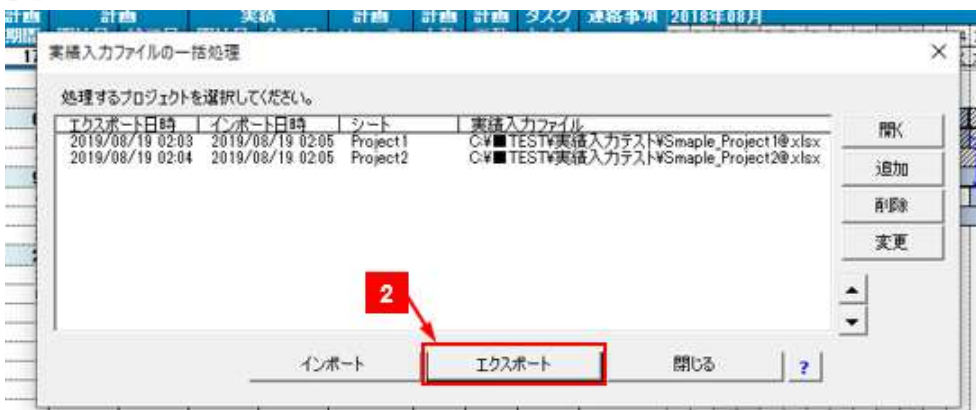 計画 計画 実績 計画 計画 計画 タスク 連絡事項 2018年08月
期間
17
実績入力ファイルの一括処理
処理するプロジェクトを選択してください。
エクスポート日時 インポート日時 シート 実績入力ファイル
2019/08/19 02:03 2019/08/19 02:05 Project1 C:¥■TEST¥実績入力テスト¥Smaple_Project1@.xlsx
2019/08/19 02:04 2019/08/19 02:05 Project2 C:¥■TEST¥実績入力テスト¥Smaple_Project2@.xlsx
開く
追加
削除
変更
2
インポート エクスポート 閉じる ?